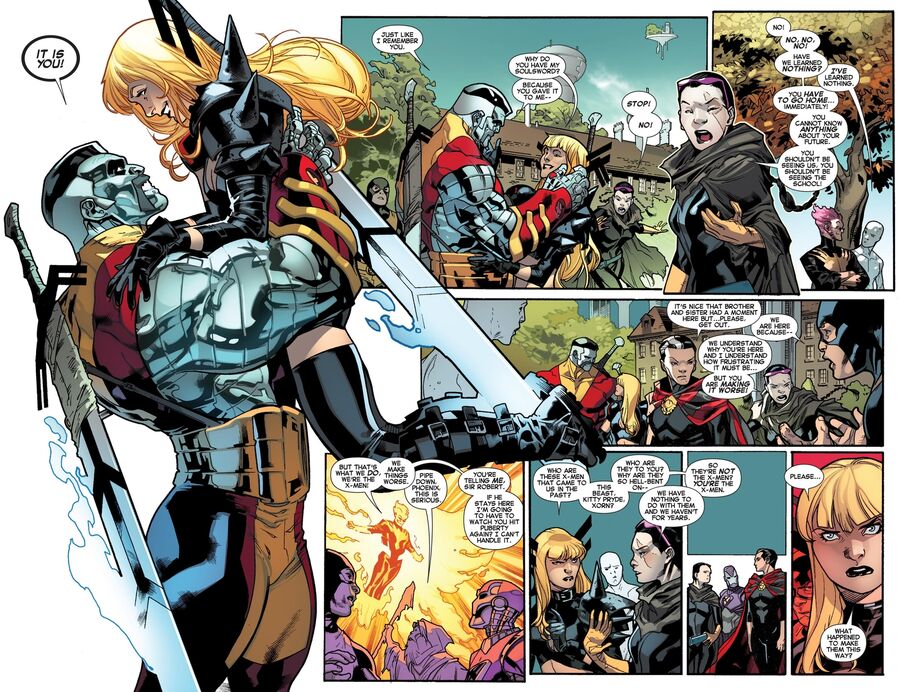 IT IS
YOU!
JUST LIKE
I REMEMBER
YOU.
WHY DO
YOU HAVE MY
SOULSWORD?
BECAUSE
YOU GAVE IT
TO ME--
STOP!
NO!
NO!
NO, NO,
NO!
HAVE
WE LEARNED
NOTHING?
I'VE
LEARNED
NOTHING.
YOU HAVE
TO GO HOME...
IMMEDIATELY!
YOU
CANNOT KNOW
ANYTHING
ABOUT YOUR
FUTURE.
YOU
SHOULDN'T BE
SEEING US, YOU
SHOULDN'T BE
SEEING THE
SCHOOL!
IT'S NICE THAT BROTHER
AND SISTER HAD A MOMENT
HERE BUT...PLEASE,
GET OUT.
WE
ARE HERE
BECAUSE--
WE UNDERSTAND
WHY YOU'RE HERE
AND I UNDERSTAND
HOW FRUSTRATING
IT MUST BE...
BUT YOU
ARE MAKING
IT WORSE!
BUT THAT'S
WHAT WE DO.
WE'RE THE
X-MEN!
WE
MAKE
THINGS
WORSE.
PIPE
DOWN,
PHOENIX.
THIS IS
SERIOUS.
YOU'RE
TELLING ME,
SIR ROBERT.
IF HE
STAYS HERE
I'M GOING
TO HAVE TO
WATCH YOU HIT
PUBERTY
AGAIN? I CAN'T
HANDLE IT.
WHO ARE
THESE X-MEN
THAT CAME TO
US IN THE
PAST?
WHO ARE
THEY TO YOU?
WHY ARE THEY
SO HELL-BENT
ON--
THIS
BEAST,
KITTY PRYDE,
XORN?
WE HAVE
NOTHING TO
DO WITH THEM
AND WE HAVEN'T
FOR YEARS.
SO
THEY'RE NOT
THE X-MEN?
YOU'RE THE
X-MEN.
PLEASE...
WHAT
HAPPENED
TO MAKE
THEM THIS
WAY?